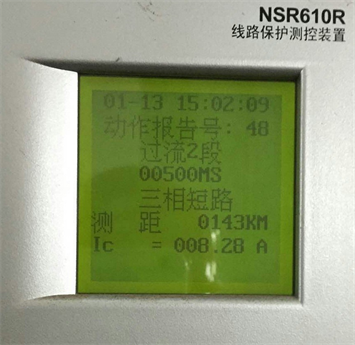 NSR610R
线路保护测控装置
01-13 15:02:09
动作报告号: 48
过流2段
00500MS
三相短路
测 距 0143KM
Ic = 008.28 A